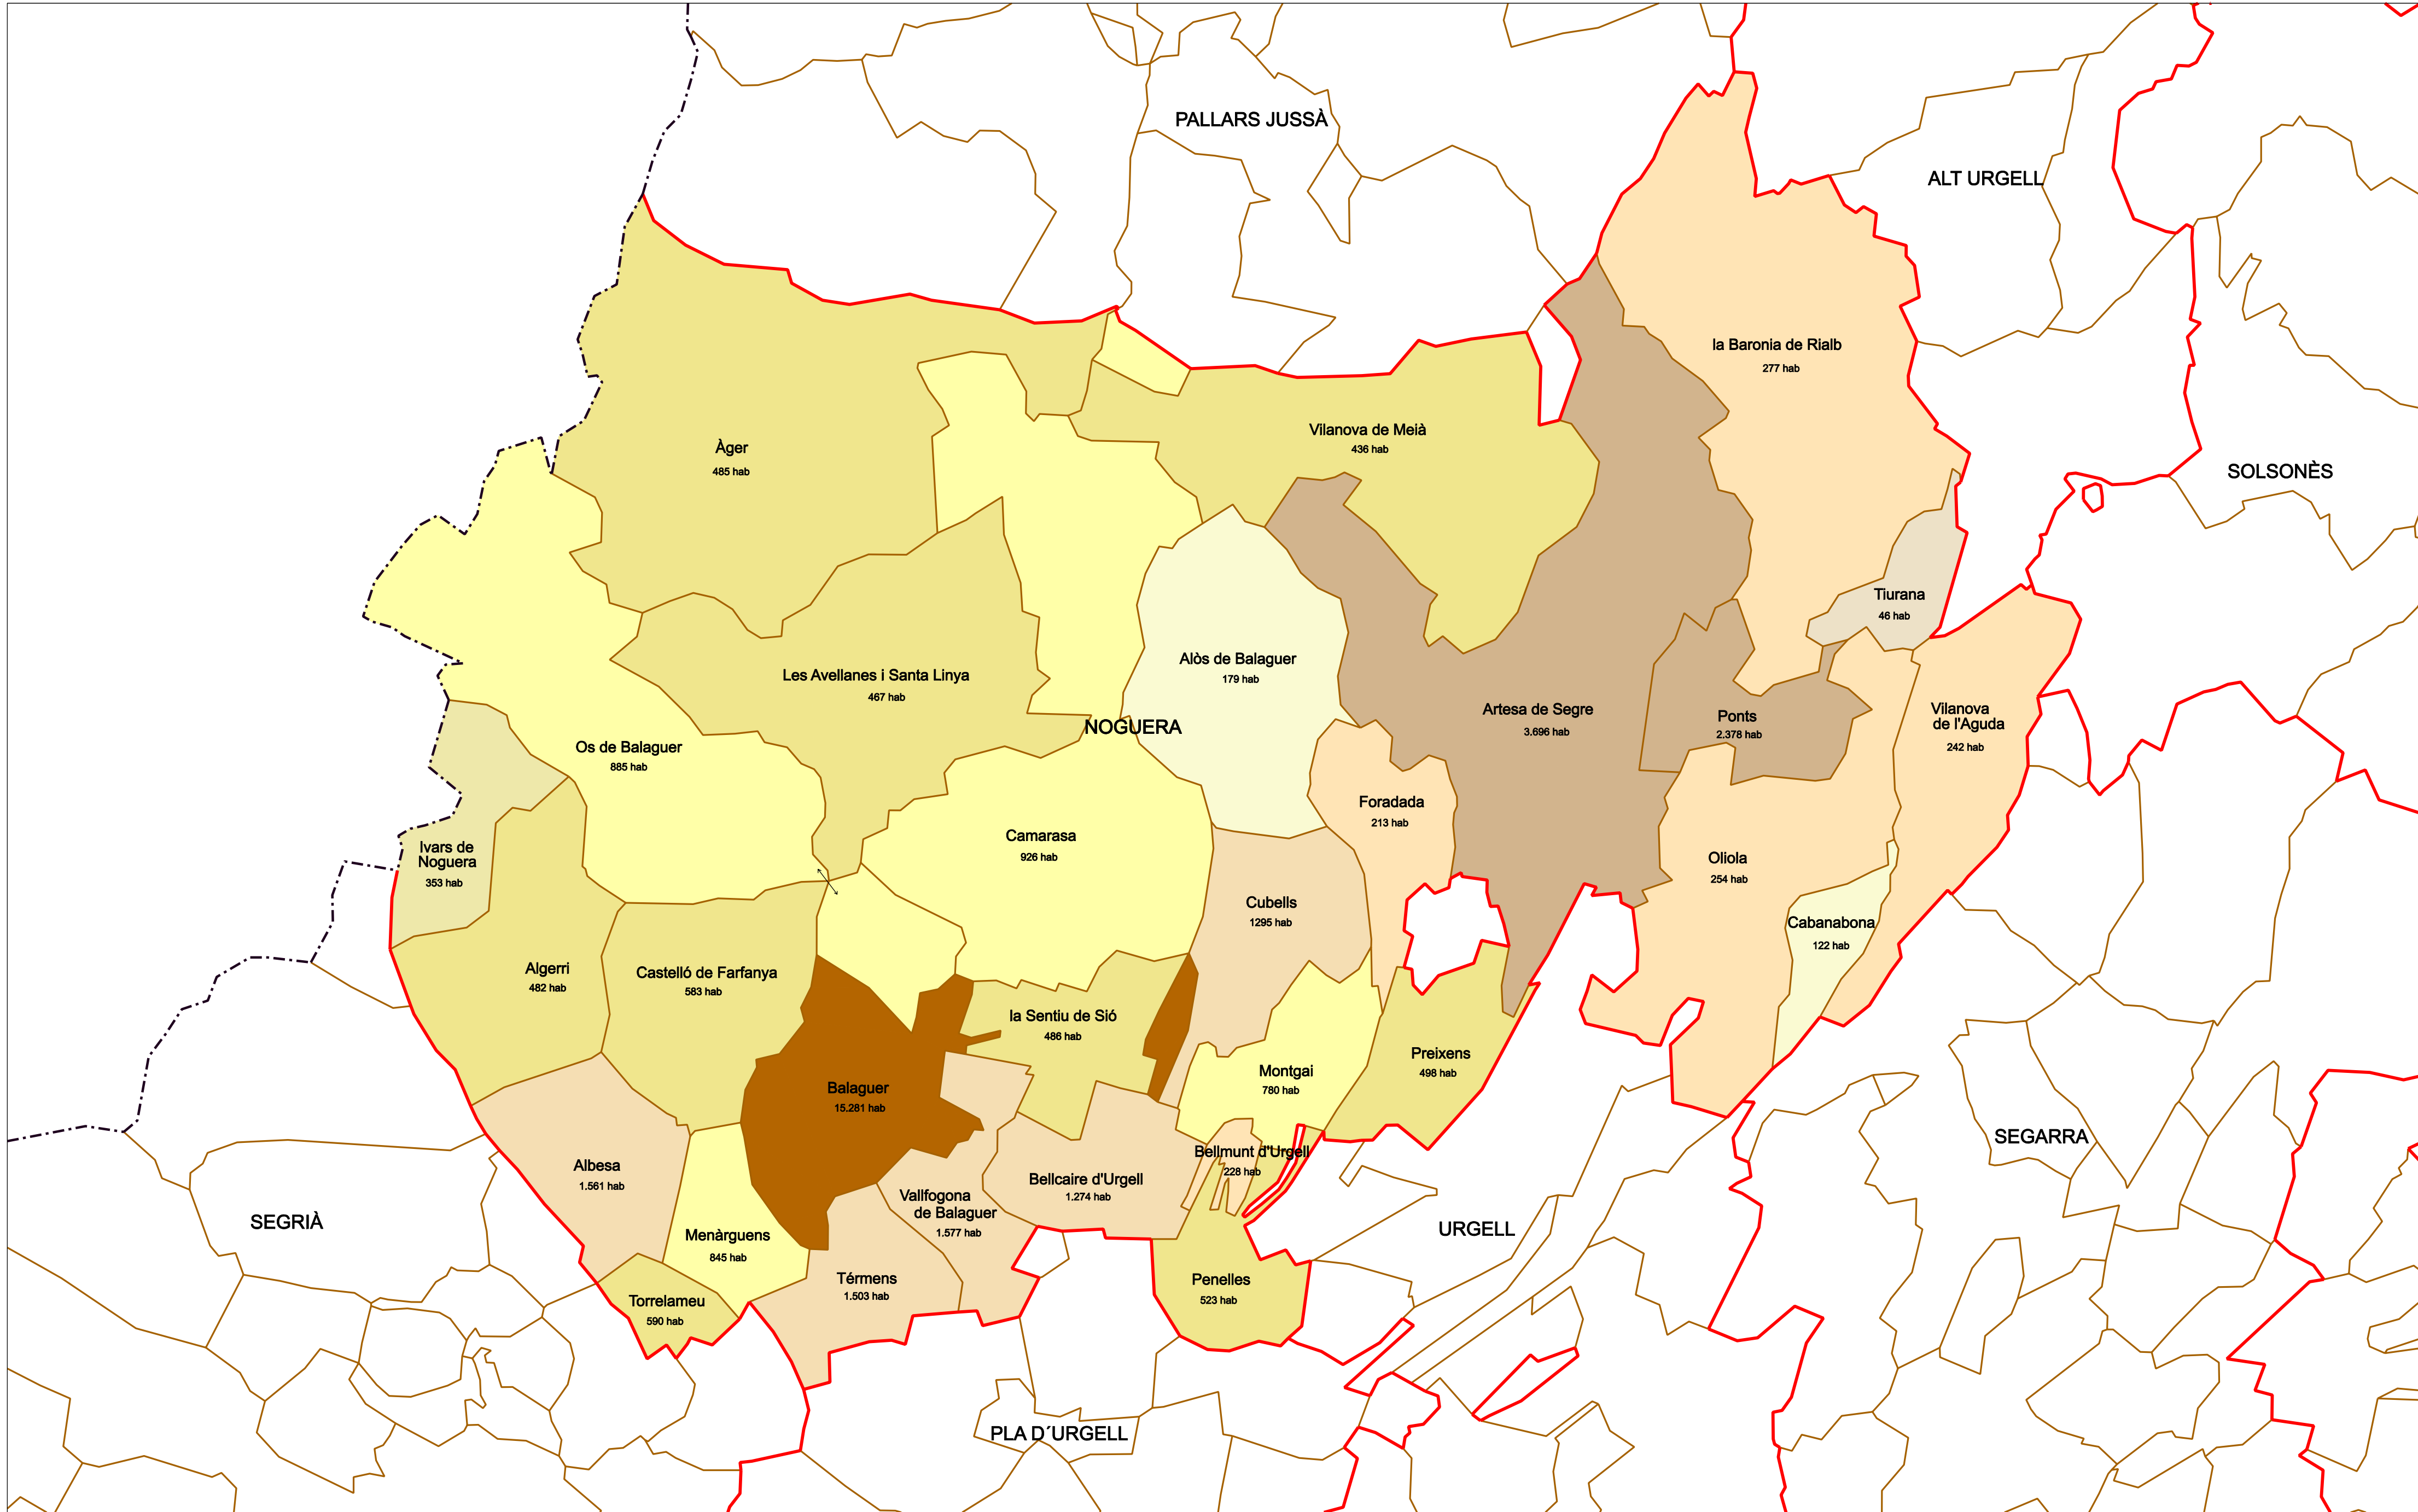 PALLARS JUSSÀ
ALT URGELL
la Baronia de Rialb
277 hab
Vilanova de Meià
436 hab
Àger
485 hab
SOLSONÈS
Tiurana
46 hab
Alòs de Balaguer
179 hab
Les Avellanes i Santa Linya
467 hab
NOGUERA
Artesa de Segre
3.696 hab
Ponts
2.378 hab
Vilanova
de l'Aguda
242 hab
Os de Balaguer
885 hab
Foradada
213 hab
Camarasa
926 hab
Ivars de
Noguera
353 hab
Oliola
254 hab
Cubells
1295 hab
Cabanabona
122 hab
Algerri
482 hab
Castelló de Farfanya
583 hab
la Sentiu de Sió
486 hab
Preixens
498 hab
Montgai
780 hab
Balaguer
15.281 hab
SEGARRA
Bellmunt d'Urgell
228 hab
Albesa
1.561 hab
Bellcaire d'Urgell
1.274 hab
Vallfogona
de Balaguer
1.577 hab
SEGRIÀ
URGELL
Menàrguens
845 hab
Térmens
1.503 hab
Penelles
523 hab
Torrelameu
590 hab
PLA D´URGELL